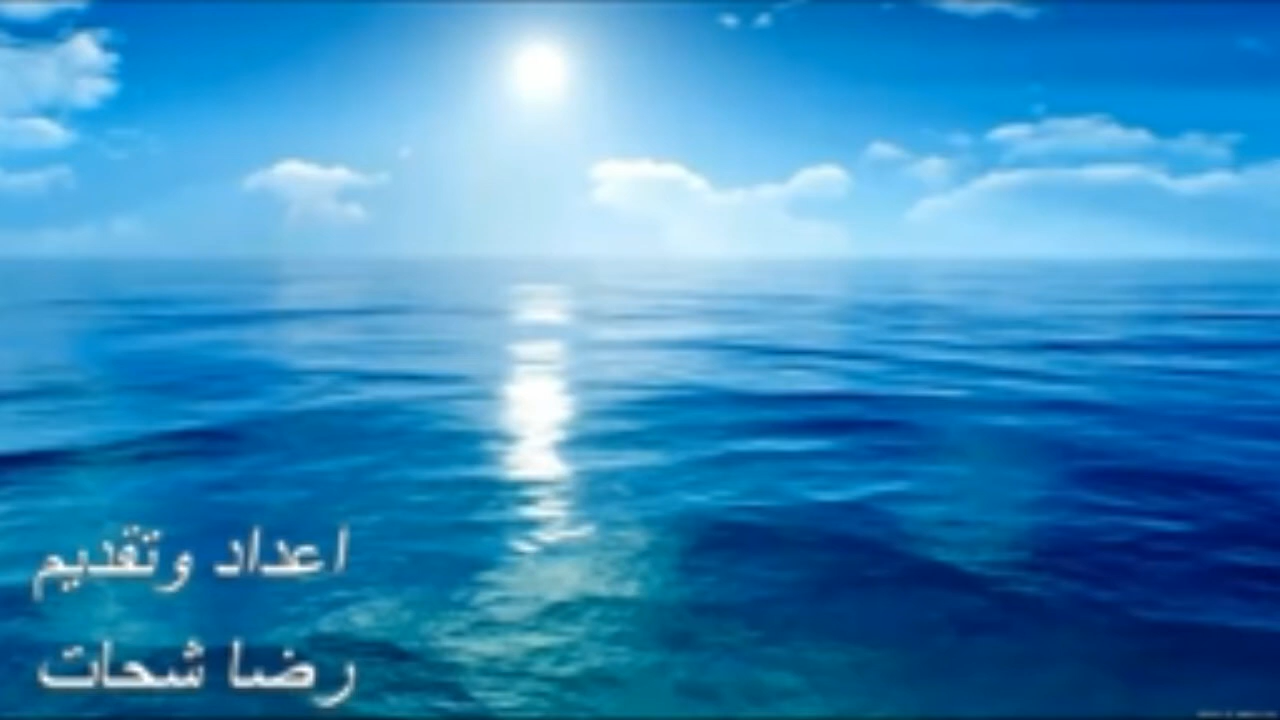 اعداد وتقديم
رضا شحات